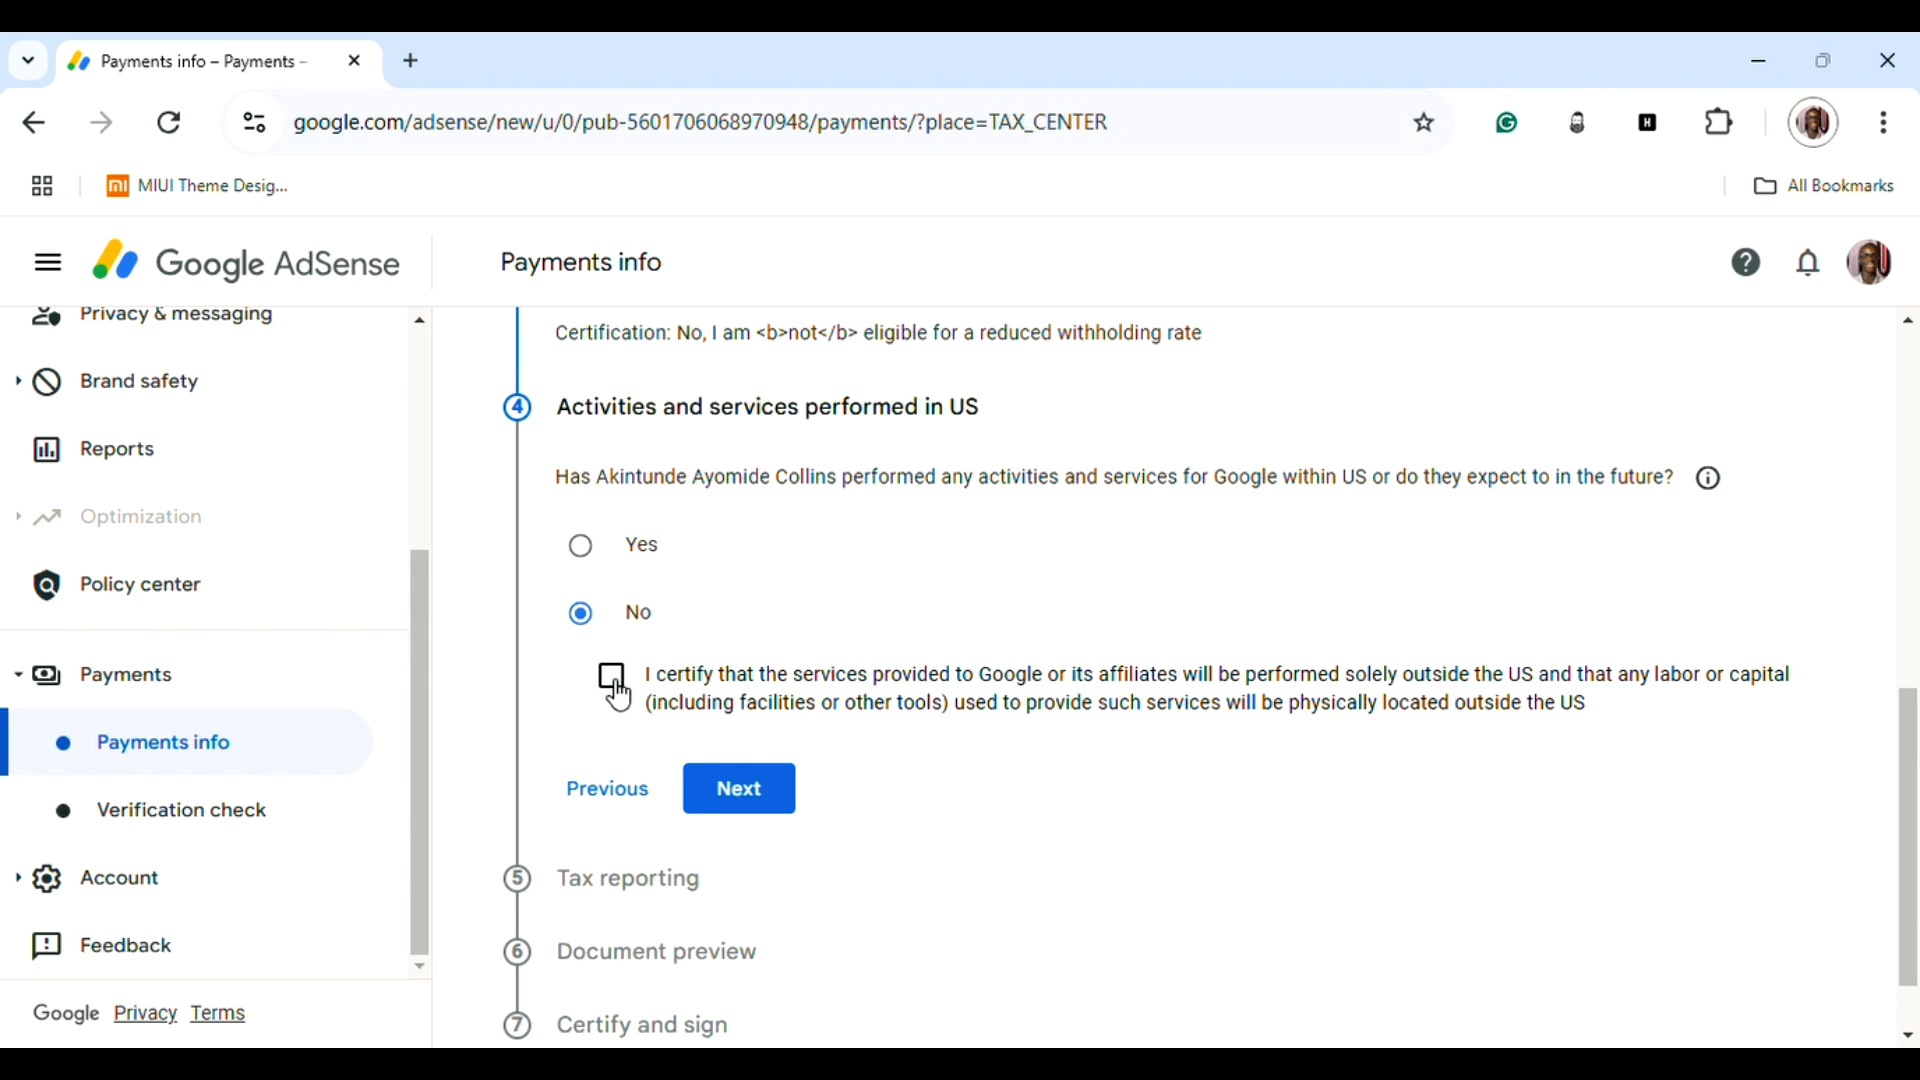 Payments info – Payments –
google.com/adsense/new/u/0/pub-5601706068970948/payments/?place=TAX_CENTER
MIUI Theme Desig...
All Bookmarks
Google AdSense
Payments info
Privacy & messaging
Brand safety
Reports
Optimization
Policy center
Payments
Payments info
Verification check
Account
Feedback
Google Privacy Terms
Certification: No, I am <b>not</b> eligible for a reduced withholding rate
4 Activities and services performed in US
Has Akintunde Ayomide Collins performed any activities and services for Google within US or do they expect to in the future?
Yes
No
I certify that the services provided to Google or its affiliates will be performed solely outside the US and that any labor or capital
(including facilities or other tools) used to provide such services will be physically located outside the US
Previous Next
5 Tax reporting
6 Document preview
7 Certify and sign